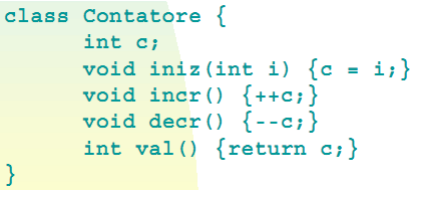 class Contatore {
int c;
void iniz(int i) {c = i;}
void incr() {++c;}
void decr() {--c;}
int val() {return c;}
}